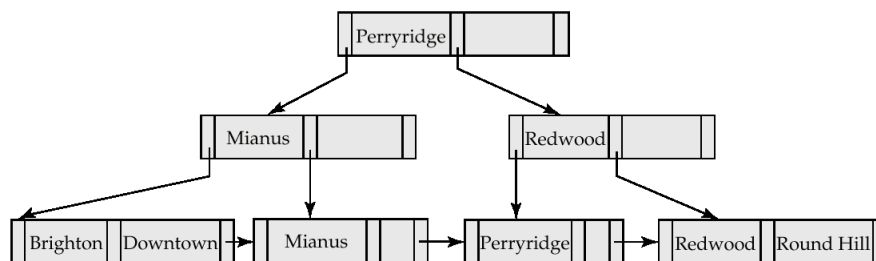 Perryridge
Mianus Redwood
Brighton Downtown Mianus Perryridge Redwood Round Hill